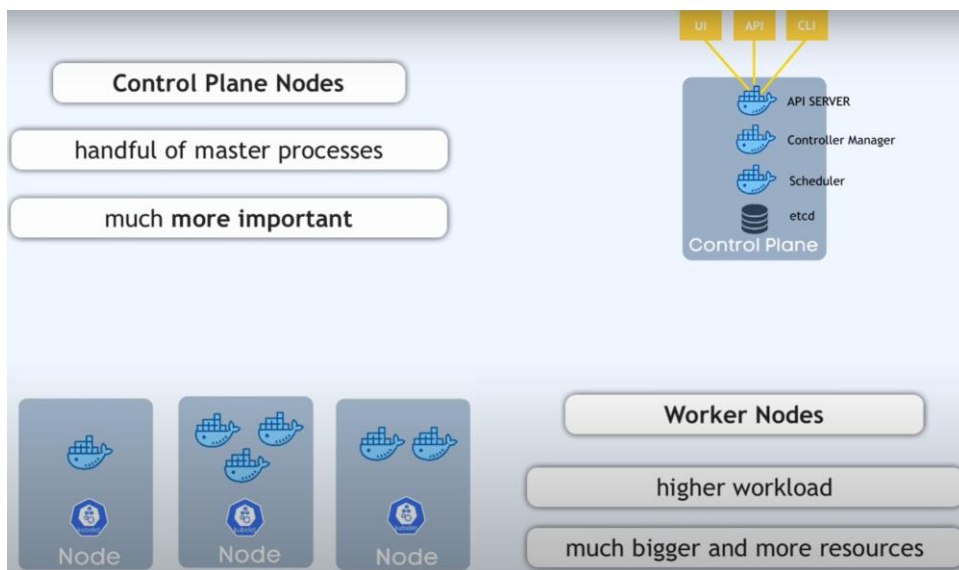 UI API CLI
Control Plane Nodes
handful of master processes
much more important
API SERVER
Controller Manager
Scheduler
etcd
Control Plane
Node
Node
Node
Worker Nodes
higher workload
much bigger and more resources